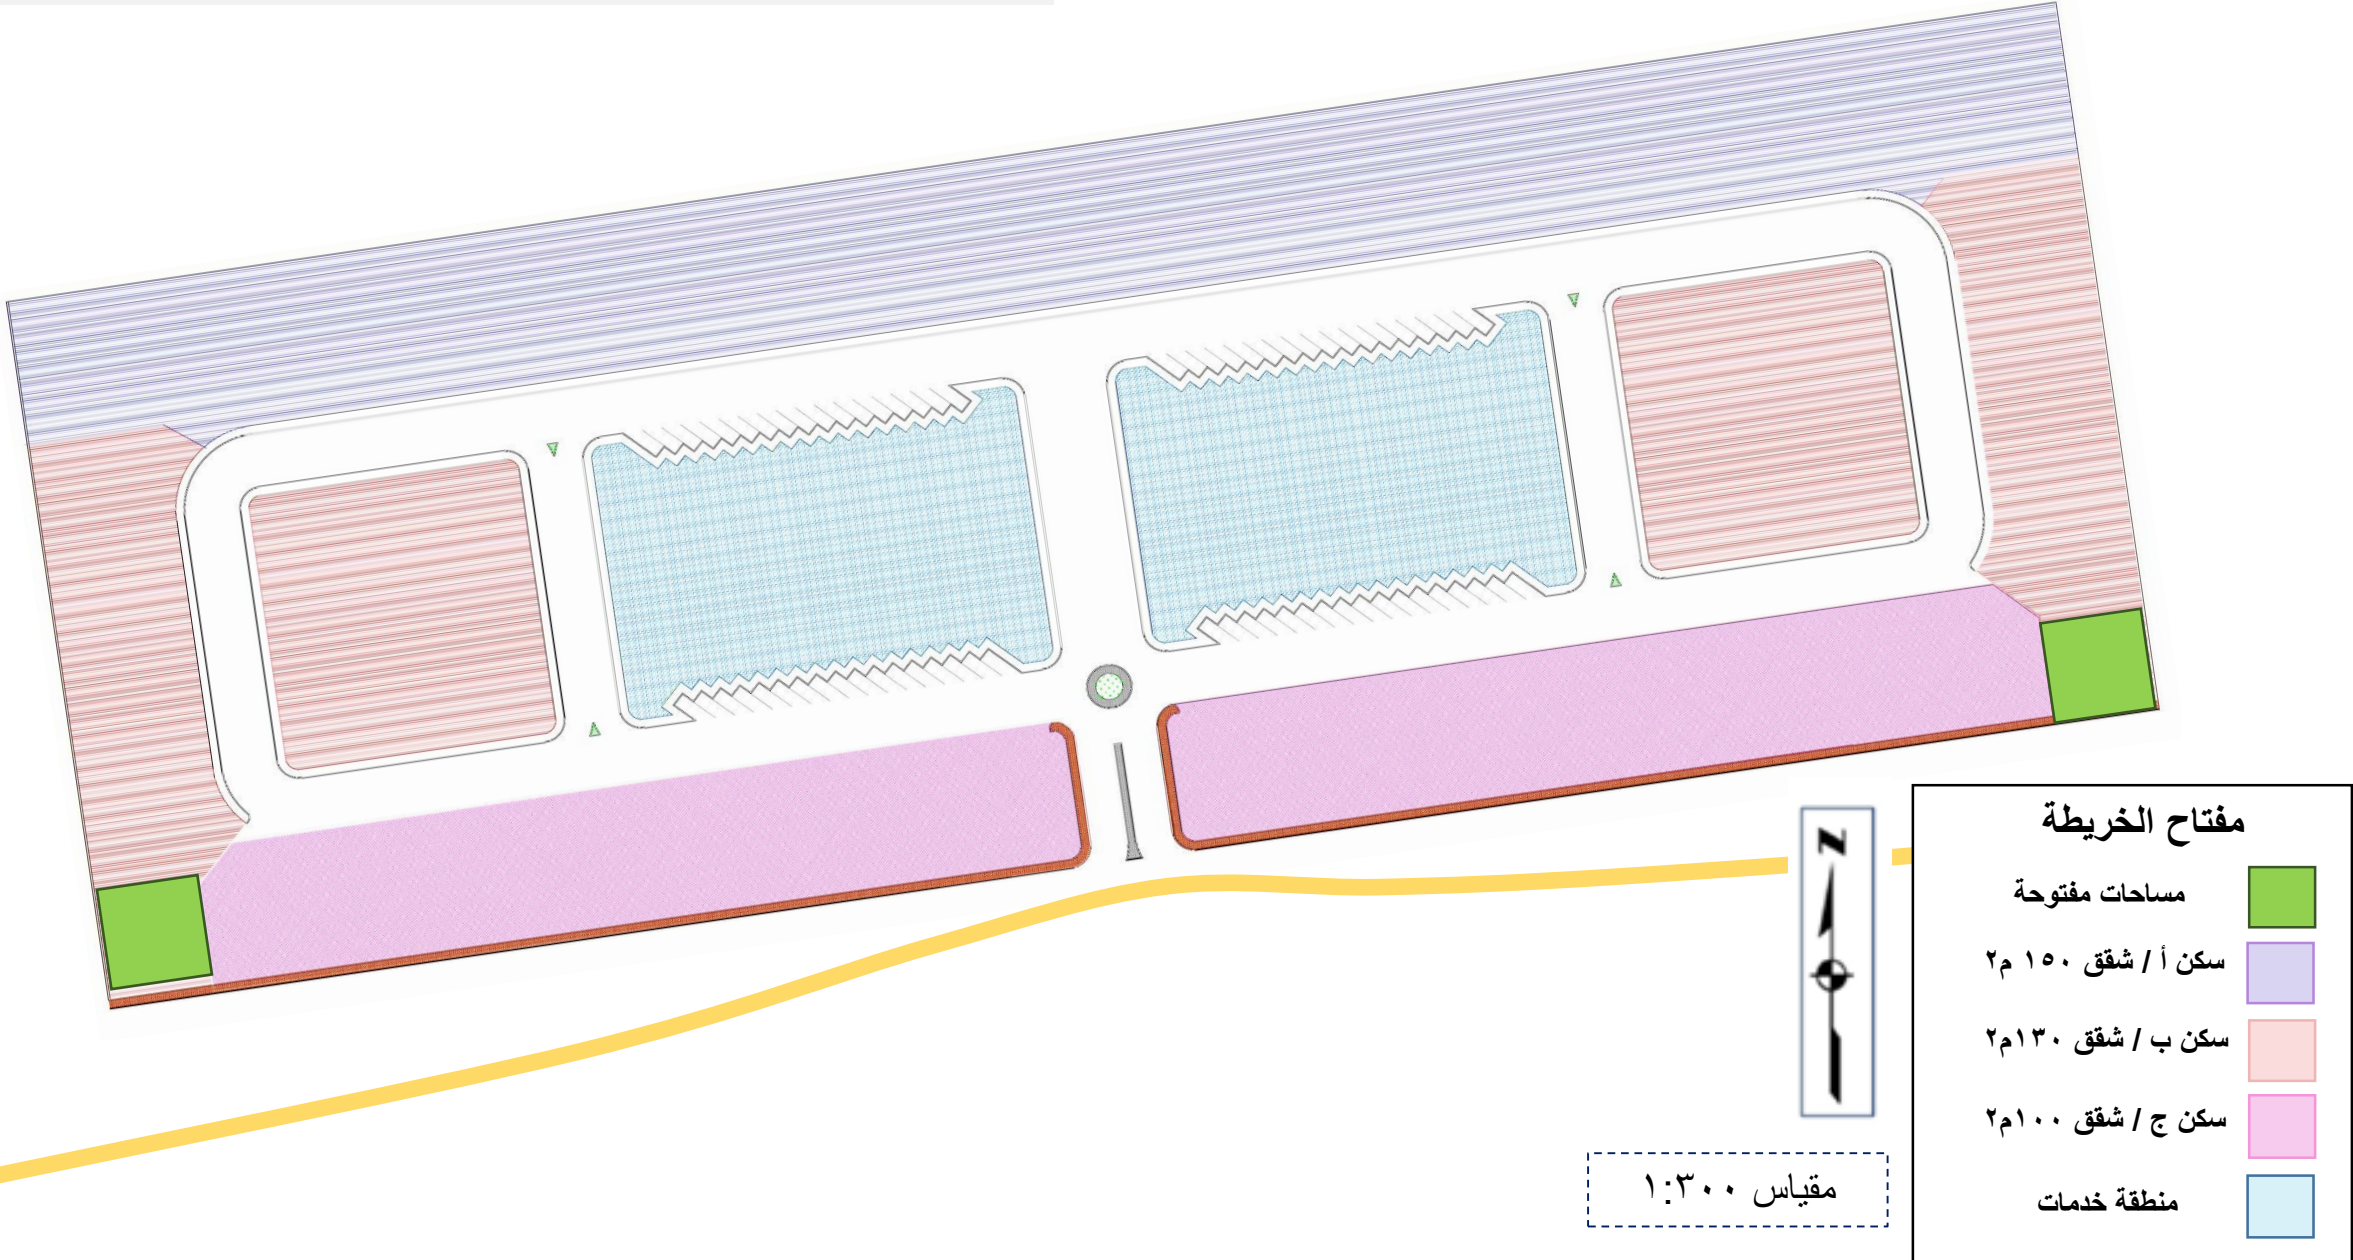 مفتاح الخريطة
مساحات مفتوحة
سكن أ / شقق ١٥٠ م٢
سكن ب / شقق ١٣٠م٢
سكن ج / شقق ١٠٠م٢
منطقة خدمات
N
مقياس ١:٣٠٠